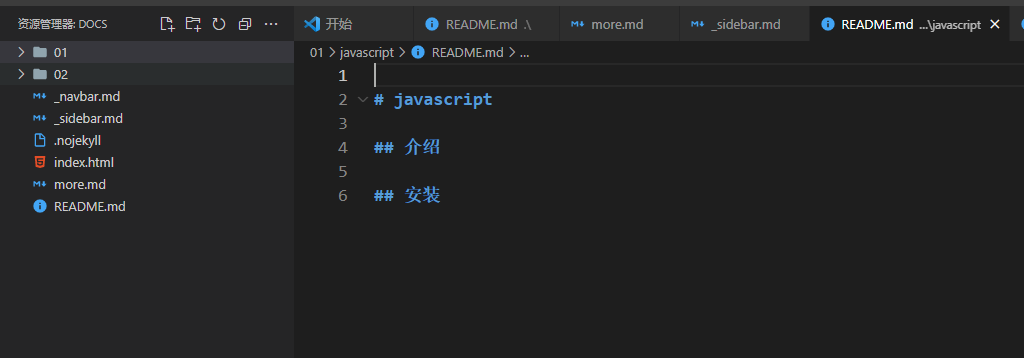 资源管理器: DOCS
01
02
_navbar.md
_sidebar.md
.nojekyll
index.html
more.md
README.md
开始
README.md .\
more.md
_sidebar.md
README.md ...\javascript
01 > javascript > README.md > ...
1
2 # javascript
3
4 ## 介绍
5
6 ## 安装